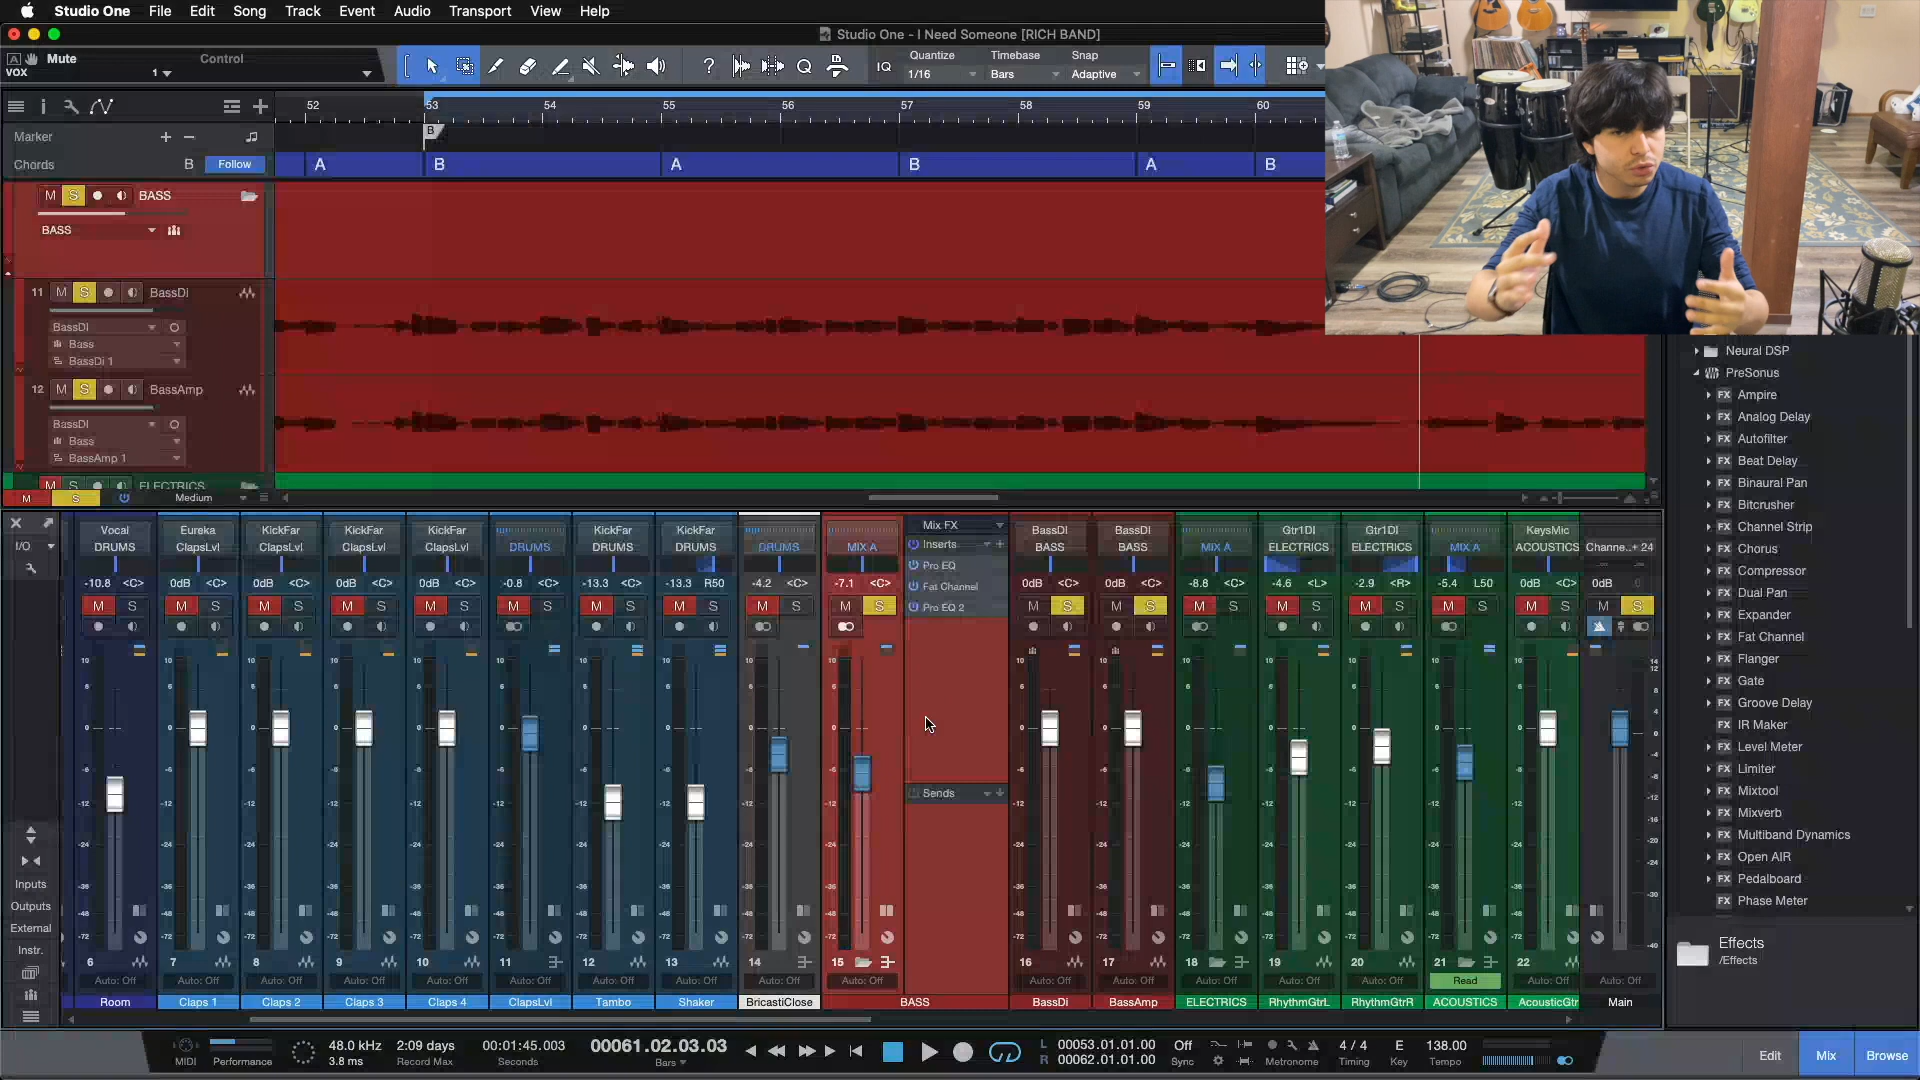 Studio One File Edit Song Track Event Audio Transport View Help
Studio One - I Need Someone [RICH BAND]
Mute Control
VOX 1
Quantize Timebase Snap
IQ 1/16 Bars Adaptive
52 53 54 55 56 57 58 59 60
Marker
B
Chords B Follow
A B A B A B
M S BASS
BASS
11 M S BassDI
BassDI
Bass
BassDi 1
12 M S BassAmp
BassDI
Bass
BassAmp 1
M S ELECTRICS
M S Medium
Neural DSP
PreSonus
FX Ampire
FX Analog Delay
FX Autofilter
FX Beat Delay
FX Binaural Pan
FX Bitcrusher
FX Channel Strip
FX Chorus
FX Compressor
FX Dual Pan
FX Expander
FX Fat Channel
FX Flanger
FX Gate
FX Groove Delay
FX IR Maker
FX Level Meter
FX Limiter
FX Mixtool
FX Mixverb
FX Multiband Dynamics
FX Open AIR
FX Pedalboard
FX Phase Meter
Effects
/Effects
Vocal Eureka KickFar KickFar KickFar KickFar KickFar Mix FX BassDI BassDI Gtr1DI Gtr1DI KeysMic
I/O DRUMS ClapsLvl ClapsLvl ClapsLvl ClapsLvl DRUMS DRUMS DRUMS DRUMS MIX A Inserts BASS BASS MIX A ELECTRICS ELECTRICS MIX A ACOUSTICS Channe..+ 24
Pro EQ
-10.8 <C> 0dB <C> 0dB <C> 0dB <C> 0dB <C> -0.8 <C> -13.3 <C> -13.3 R50 -4.2 <C> -7.1 <C> Fat Channel 0dB <C> 0dB <C> -8.8 <C> -4.6 <L> -2.9 <R> -5.4 L50 0dB <C> 0dB
M S M S M S M S M S M S M S M S M S M S Pro EQ 2 M S M S M S M S M S M S M S M S
Sends
Inputs
Outputs
External
Instr.
6 7 8 9 10 11 12 13 14 15 16 17 18 19 20 21 22
Auto: Off Auto: Off Auto: Off Auto: Off Auto: Off Auto: Off Auto: Off Auto: Off Auto: Off Auto: Off Auto: Off Auto: Off Auto: Off Auto: Off Auto: Off Read Auto: Off Auto: Off
Room Claps 1 Claps 2 Claps 3 Claps 4 ClapsLvl Tambo Shaker BricastiClose BASS BassDi BassAmp ELECTRICS RhythmGtrL RhythmGtrR ACOUSTICS AcousticGtr Main
48.0 kHz 2:09 days 00:01:45.003 00061.02.03.03 L 00053.01.01.00 Off 4 / 4 E 138.00
MIDI Performance 3.8 ms Record Max Seconds Bars R 00062.01.01.00 Sync Metronome Timing Key Tempo
Edit Mix Browse